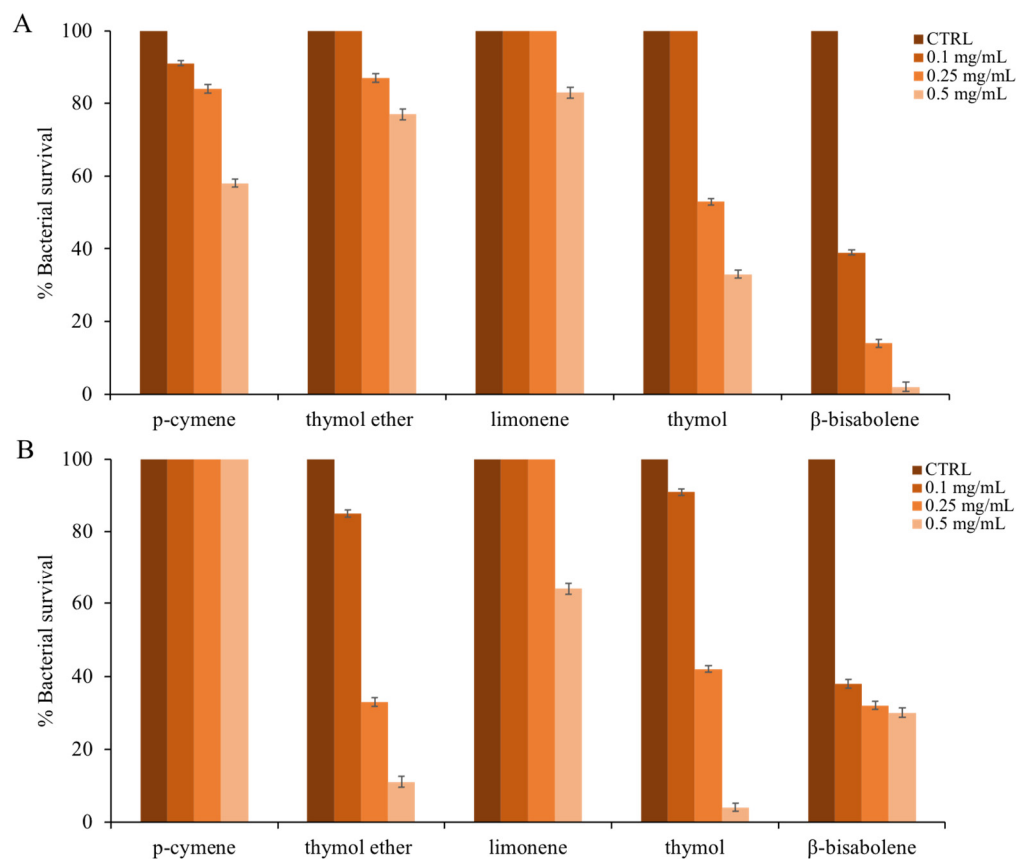 A
% Bacterial survival
100
80
60
40
20
0
CTRL
0.1 mg/mL
0.25 mg/mL
0.5 mg/mL
p-cymene thymol ether limonene thymol β-bisabolene
B
% Bacterial survival
100
80
60
40
20
0
CTRL
0.1 mg/mL
0.25 mg/mL
0.5 mg/mL
p-cymene thymol ether limonene thymol β-bisabolene